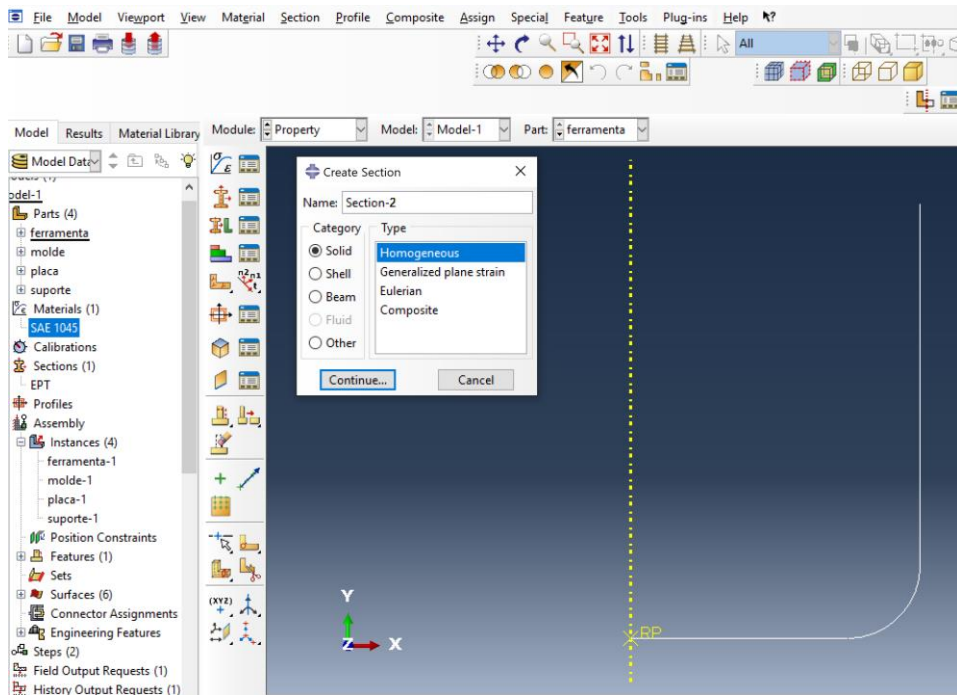 File Model Viewport View Material Section Profile Composite Assign Special Feature Tools Plug-ins Help
All
Model Results Material Library Module: Property Model: Model-1 Part: ferramenta
Model Data
odel-1
Parts (4)
ferramenta
molde
placa
suporte
Materials (1)
SAE 1045
Calibrations
Sections (1)
EPT
Profiles
Assembly
Instances (4)
ferramenta-1
molde-1
placa-1
suporte-1
Position Constraints
Features (1)
Sets
Surfaces (6)
Connector Assignments
Engineering Features
Steps (2)
Field Output Requests (1)
History Output Requests (1)
σ
ε
n2 n1
t
(XYZ)
Create Section
Name: Section-2
Category Type
Solid
Shell
Beam
Fluid
Other
Homogeneous
Generalized plane strain
Eulerian
Composite
Continue... Cancel
RP
Y
Z X